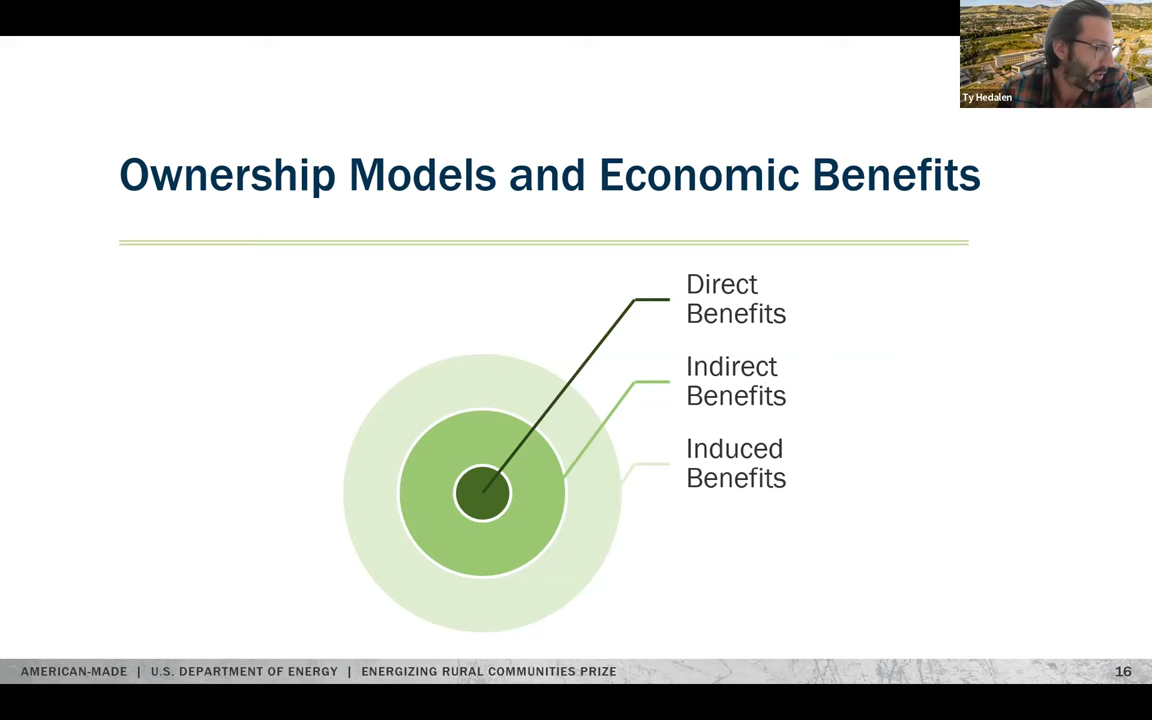 Ty Hedalen
Ownership Models and Economic Benefits
Direct
Benefits
Indirect
Benefits
Induced
Benefits
AMERICAN-MADE | U.S. DEPARTMENT OF ENERGY | ENERGIZING RURAL COMMUNITIES PRIZE
16